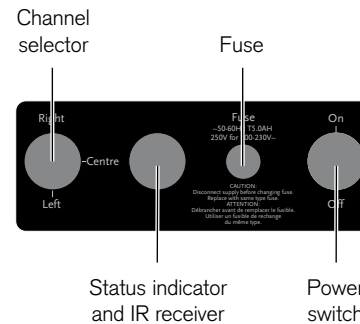 Channel
selector
Fuse
Right
Centre
Left
Fuse
~50-60Hz T5.0AH
250V for 100-230V~
CAUTION:
Disconnect supply before changing fuse.
Replace with same type fuse.
ATTENTION:
Débrancher avant de remplacer le fusible.
Utiliser un fusible de rechange
du même type.
On
Off
Status indicator
and IR receiver
Power
switch